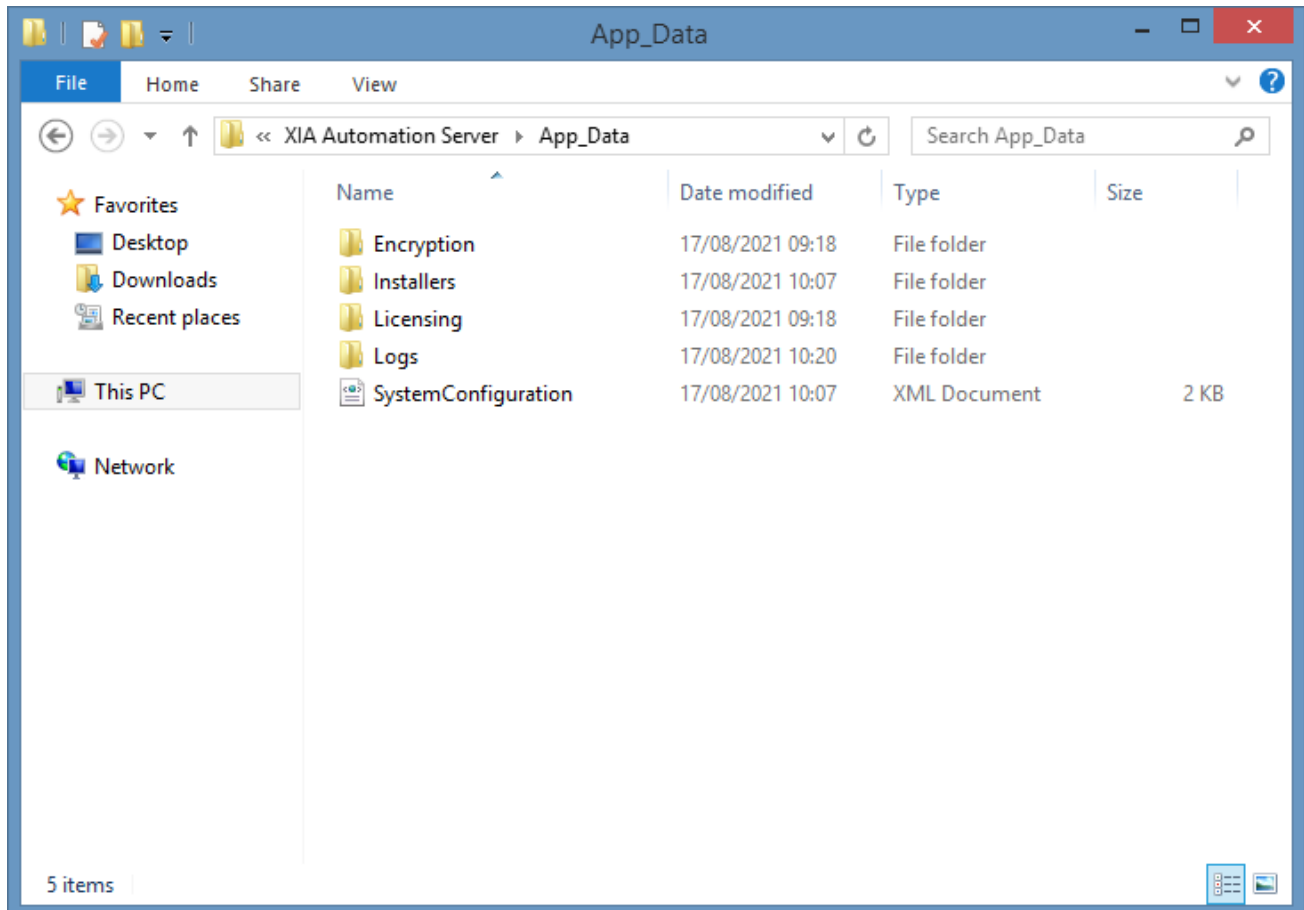 App_Data
File Home Share View
« XIA Automation Server App_Data Search App_Data
Favorites
Desktop
Downloads
Recent places
This PC
Network
Name Date modified Type Size
Encryption 17/08/2021 09:18 File folder
Installers 17/08/2021 10:07 File folder
Licensing 17/08/2021 09:18 File folder
Logs 17/08/2021 10:20 File folder
SystemConfiguration 17/08/2021 10:07 XML Document 2 KB
5 items